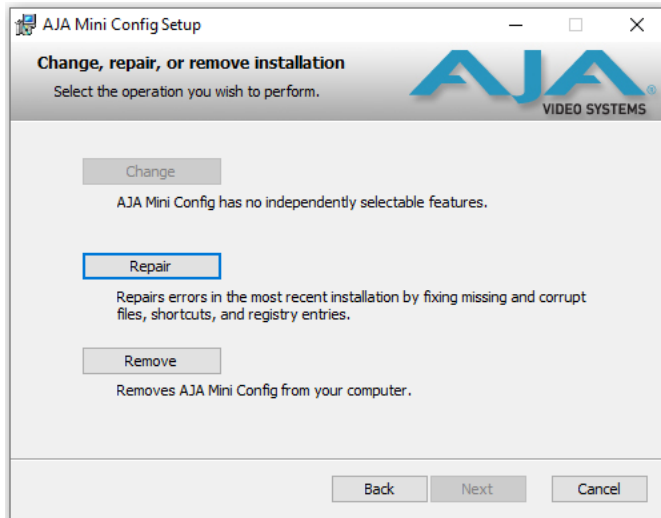 AJA Mini Config Setup
Change, repair, or remove installation
Select the operation you wish to perform.
AJA®
VIDEO SYSTEMS
Change
AJA Mini Config has no independently selectable features.
Repair
Repairs errors in the most recent installation by fixing missing and corrupt
files, shortcuts, and registry entries.
Remove
Removes AJA Mini Config from your computer.
Back
Next
Cancel